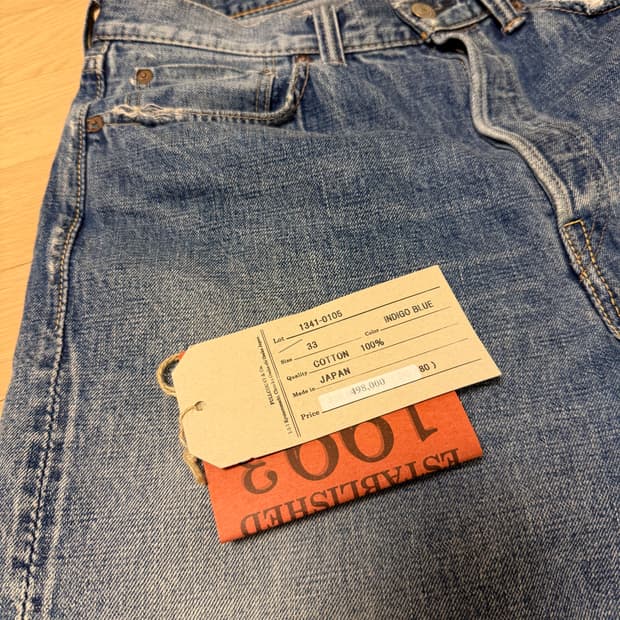 Lot 1341-0105
Size 33 Color INDIGO BLUE
Quality COTTON 100%
Made in JAPAN
Price 498,000 80)
ESTABLISHED
1993